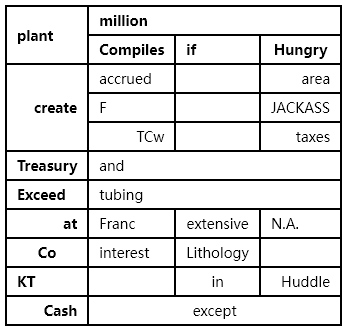 plant million
Compiles if Hungry
create accrued area
F JACKASS
TCw taxes
Treasury and
Exceed tubing
at Franc extensive N.A.
Co interest Lithology
KT in Huddle
Cash except